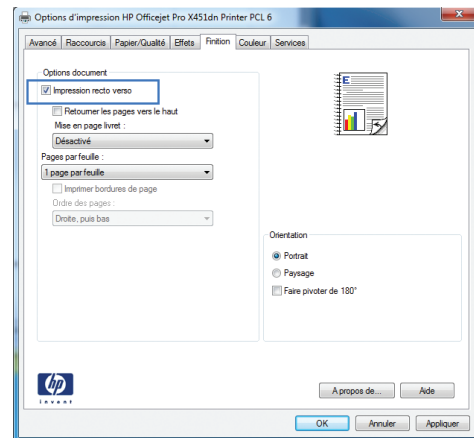 Options d'impression HP Officejet Pro X451dn Printer PCL 6
Avancé Raccourcis Papier/Qualité Effets Finition Couleur Services
Options document
Impression recto verso
Retourner les pages vers le haut
Mise en page livret :
Désactivé
Pages par feuille :
1 page par feuille
Imprimer bordures de page
Ordre des pages :
Droite, puis bas
E
Orientation
Portrait
Paysage
Faire pivoter de 180°
hp
invent
A propos de... Aide
OK Annuler Appliquer